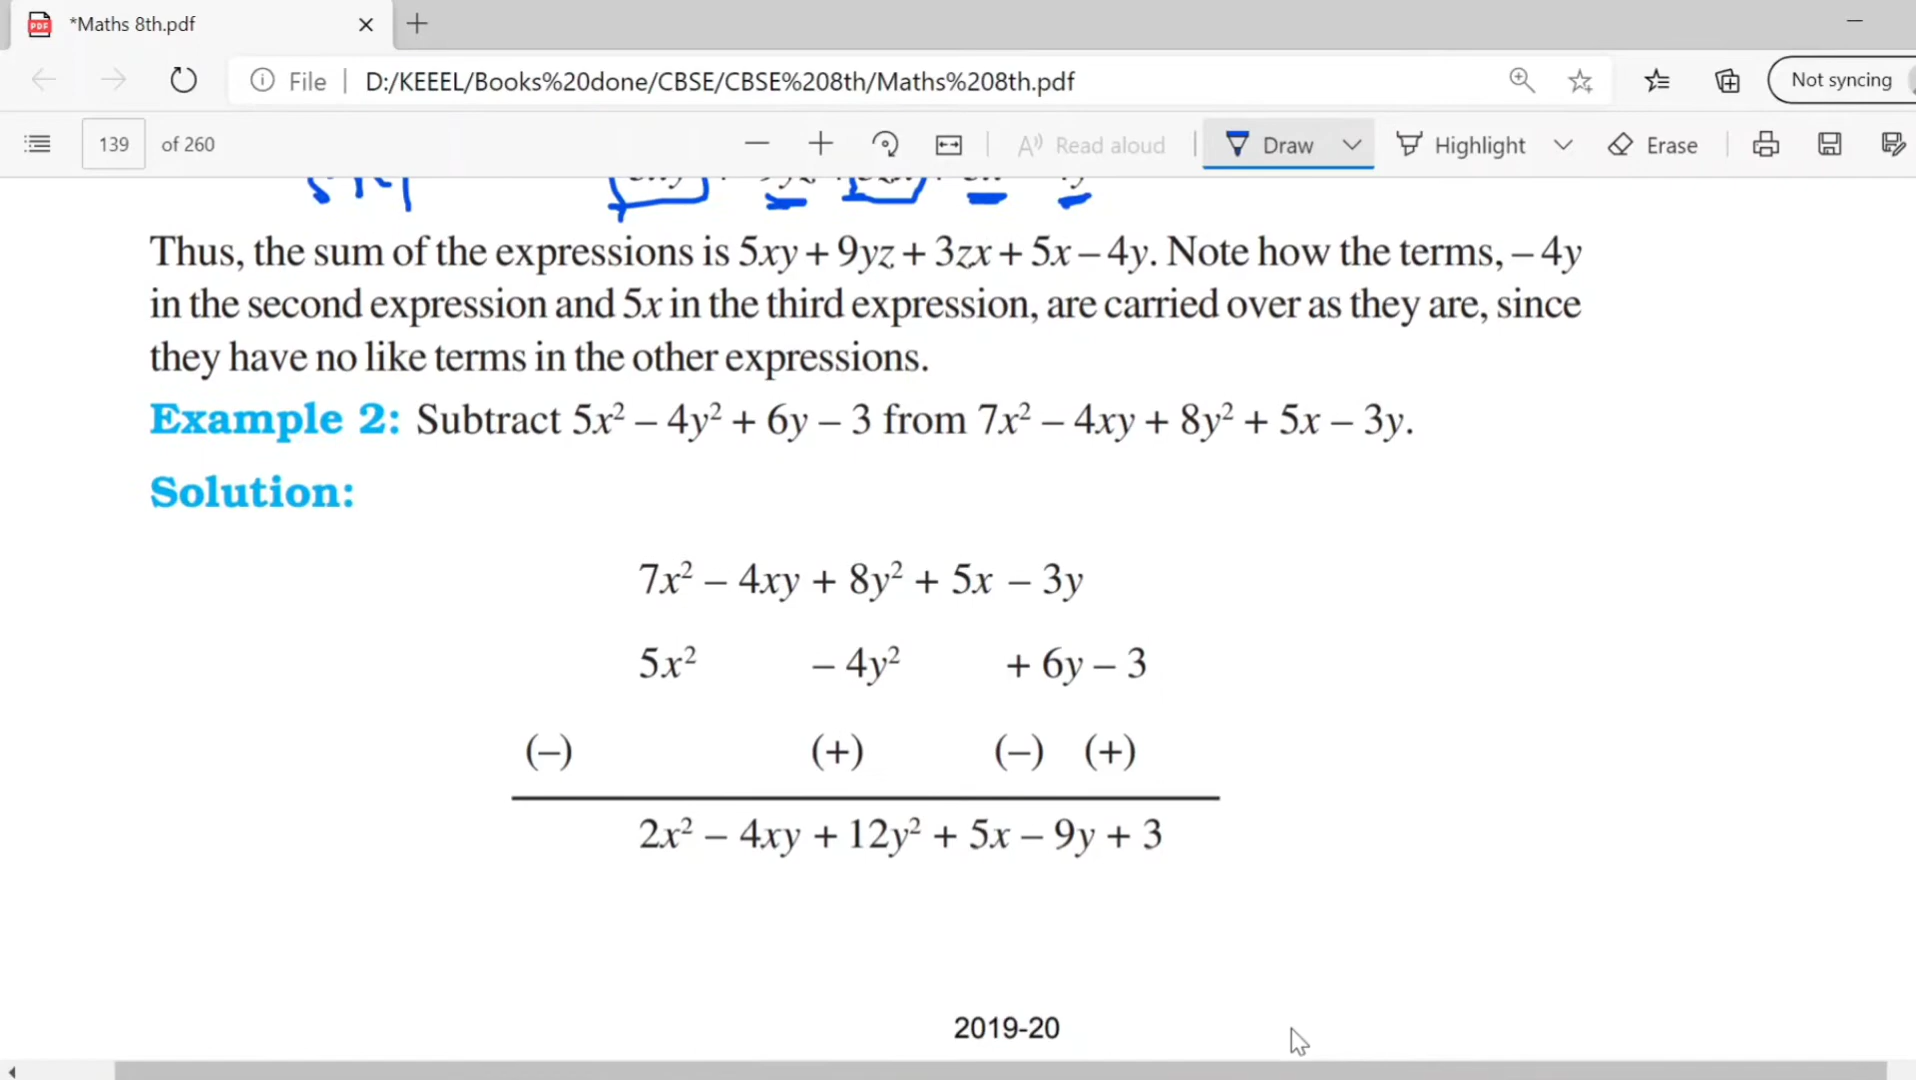 *Maths 8th.pdf
File | D:/KEEEL/Books%20done/CBSE/CBSE%208th/Maths%208th.pdf
Not syncing
139 of 260
Read aloud
Draw
Highlight
Erase
Thus, the sum of the expressions is 5xy + 9yz + 3zx + 5x – 4y. Note how the terms, – 4y
in the second expression and 5x in the third expression, are carried over as they are, since
they have no like terms in the other expressions.
Example 2: Subtract 5x² – 4y² + 6y – 3 from 7x² – 4xy + 8y² + 5x – 3y.
Solution:
7x² – 4xy + 8y² + 5x – 3y
5x² – 4y² + 6y – 3
(–) (+) (–) (+)
2x² – 4xy + 12y² + 5x – 9y + 3
2019-20